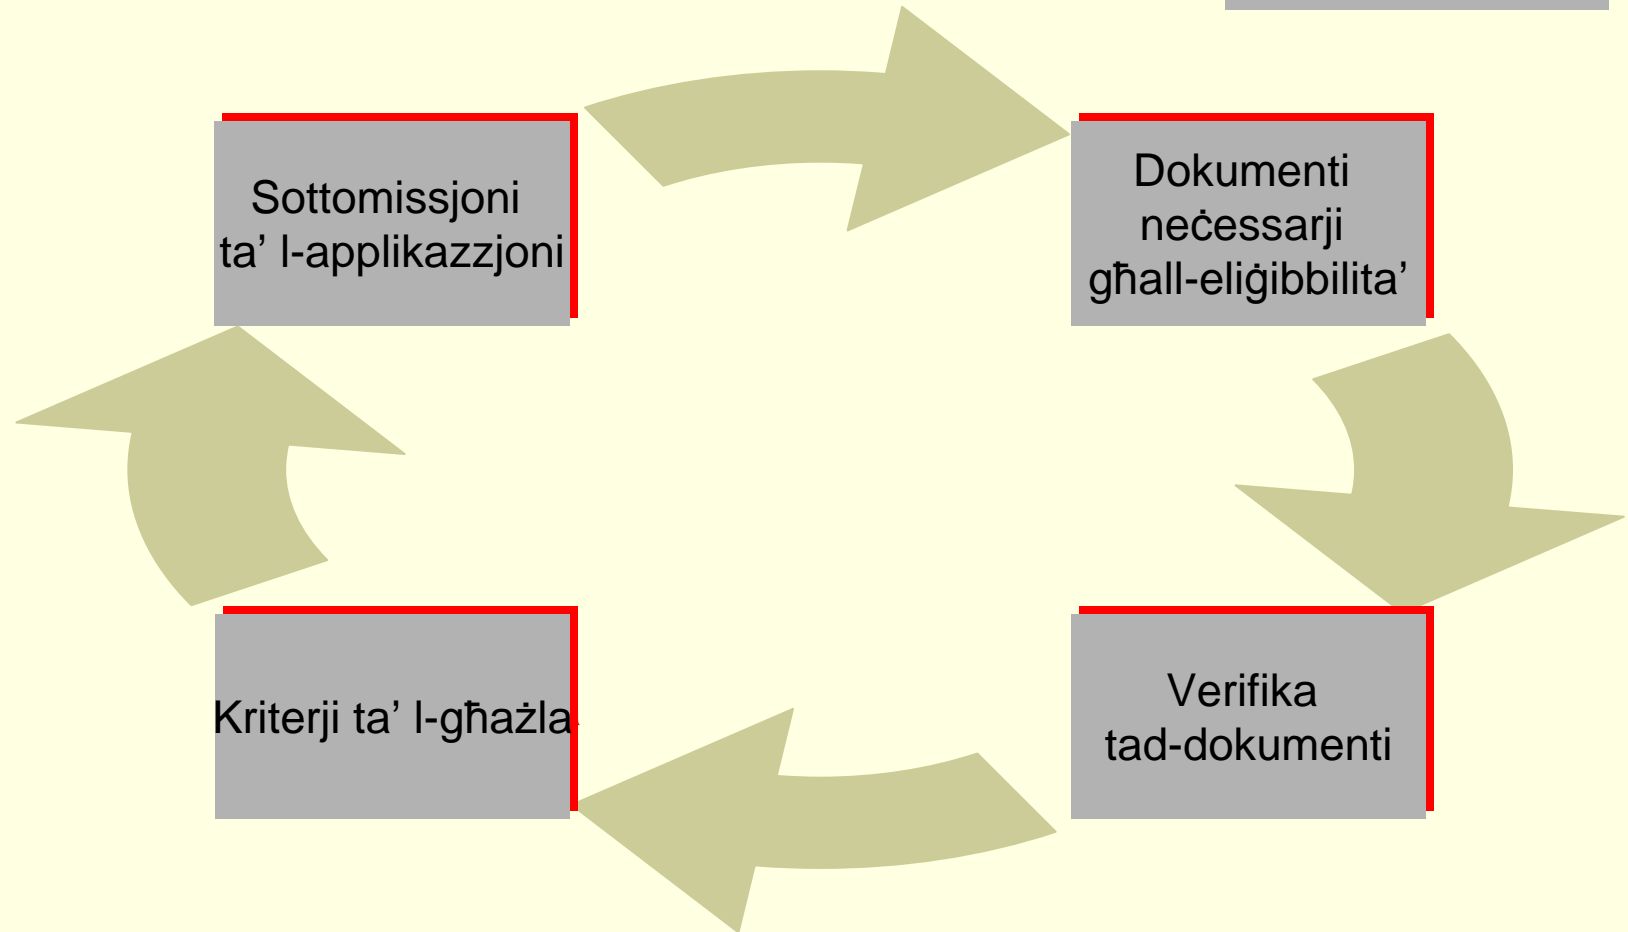 Sottomissjoni
ta’ l-applikazzjoni
Dokumenti
neċessarji
għall-eliġibbilita’
Verifika
tad-dokumenti
Kriterji ta’ l-għażla